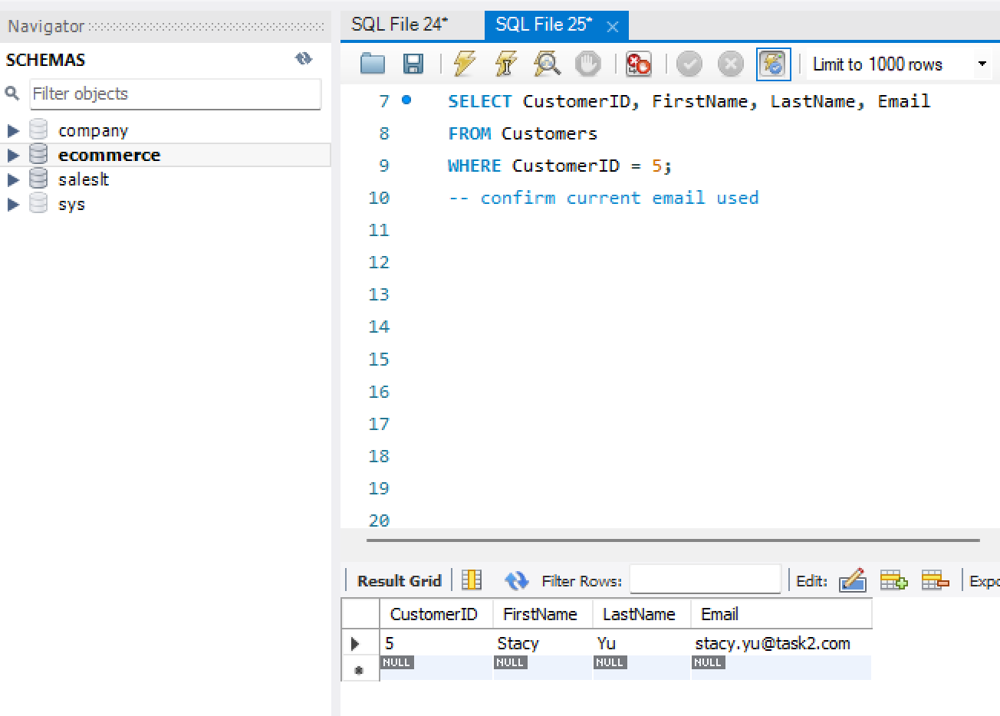 Navigator
SCHEMAS
Filter objects
company
ecommerce
saleslt
sys
SQL File 24*
SQL File 25*
Limit to 1000 rows
7 SELECT CustomerID, FirstName, LastName, Email
8 FROM Customers
9 WHERE CustomerID = 5;
10 -- confirm current email used
11
12
13
14
15
16
17
18
19
20
Result Grid Filter Rows: Edit: Expo
CustomerID FirstName LastName Email
5 Stacy Yu stacy.yu@task2.com
NULL NULL NULL NULL